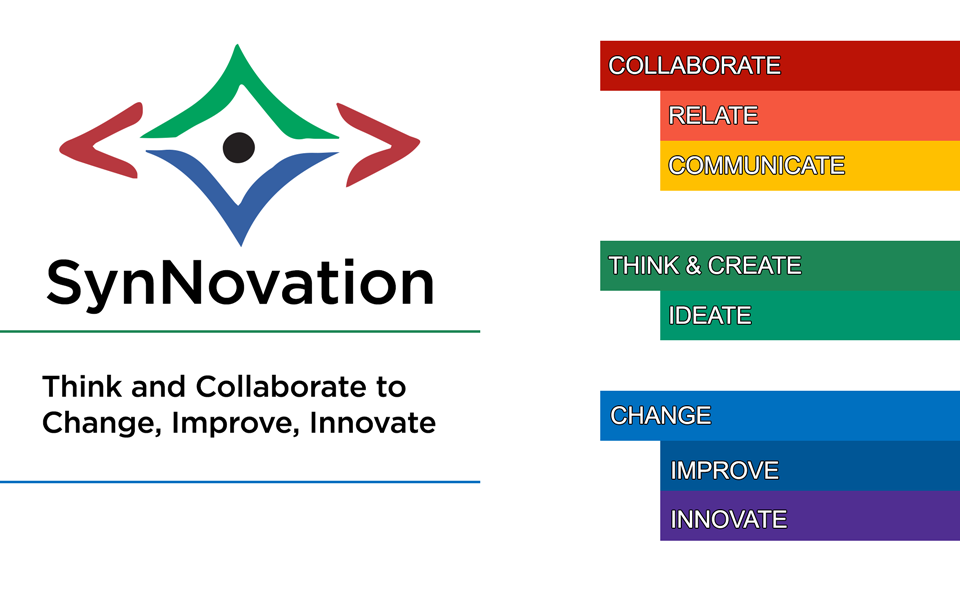 SynNovation
Think and Collaborate to
Change, Improve, Innovate
COLLABORATE
RELATE
COMMUNICATE
THINK & CREATE
IDEATE
CHANGE
IMPROVE
INNOVATE